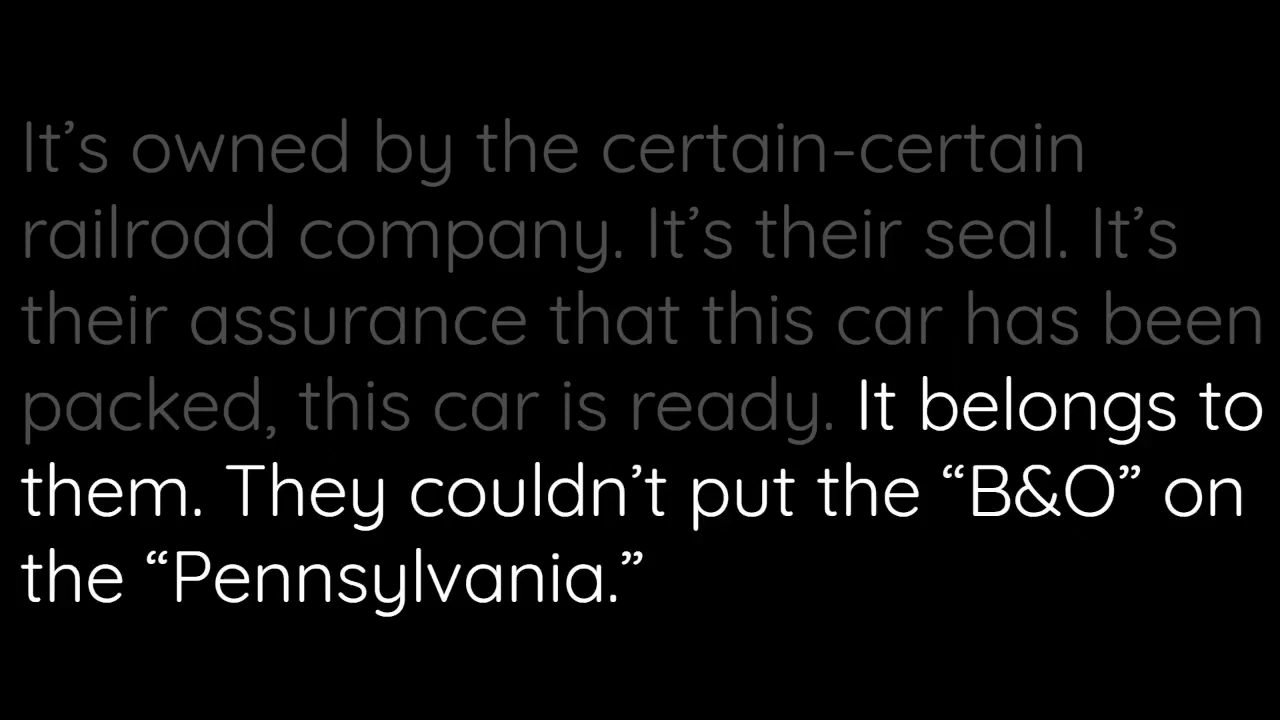 It’s owned by the certain-certain
railroad company. It’s their seal. It’s
their assurance that this car has been
packed, this car is ready. It belongs to
them. They couldn’t put the “B&O” on
the “Pennsylvania.”